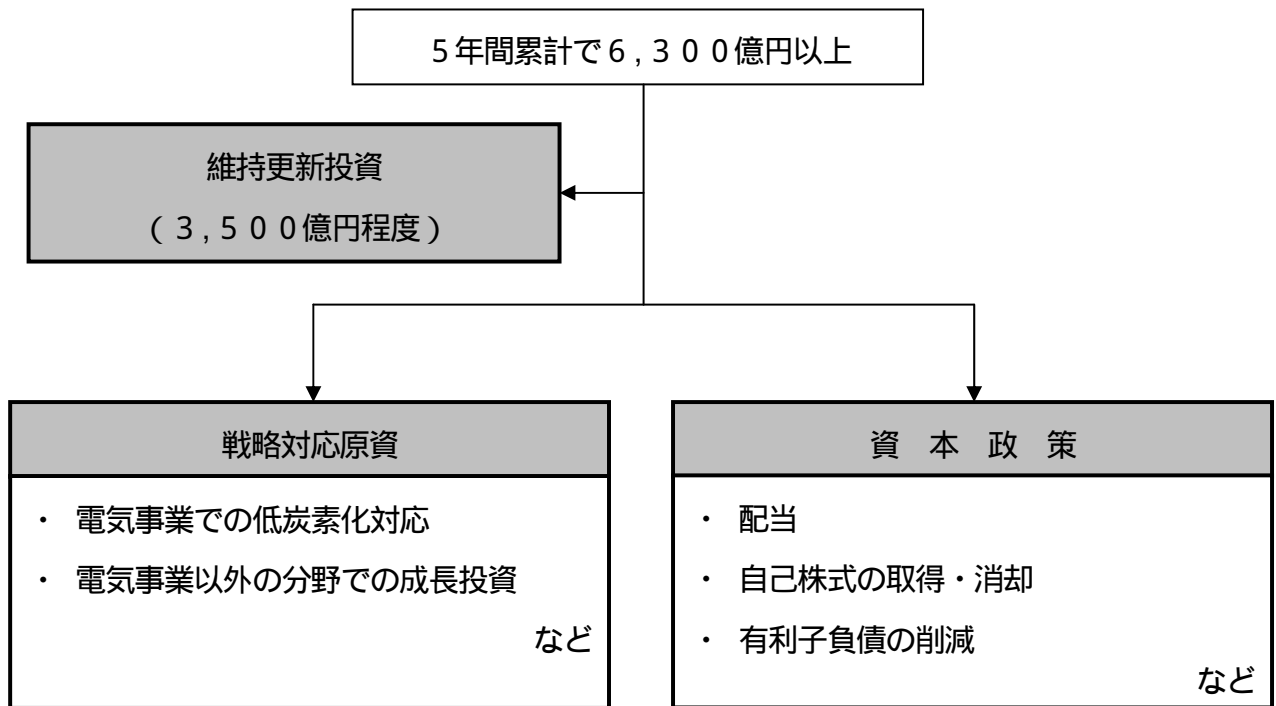 5年間累計で6,300億円以上
維持更新投資
(3,500億円程度)
戦略対応原資
・ 電気事業での低炭素化対応
・ 電気事業以外の分野での成長投資
など
資 本 政 策
・ 配当
・ 自己株式の取得・消却
・ 有利子負債の削減
など